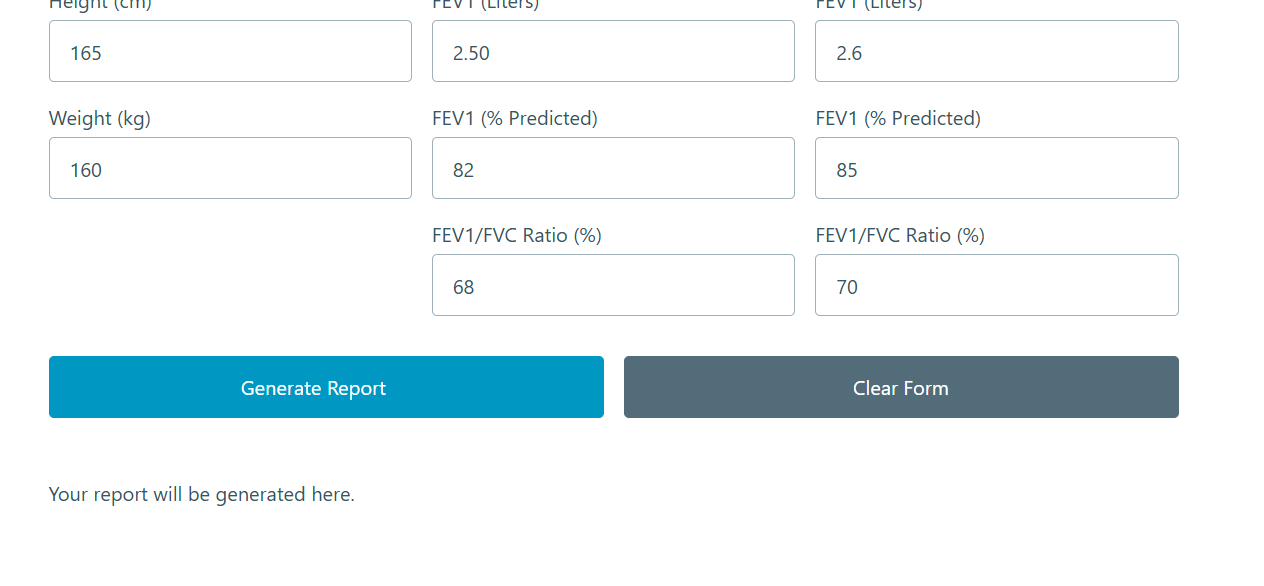 Height (cm)
FEV1 (Liters)
FEV1 (Liters)
165
2.50
2.6
Weight (kg)
FEV1 (% Predicted)
FEV1 (% Predicted)
160
82
85
FEV1/FVC Ratio (%)
FEV1/FVC Ratio (%)
68
70
Generate Report
Clear Form
Your report will be generated here.